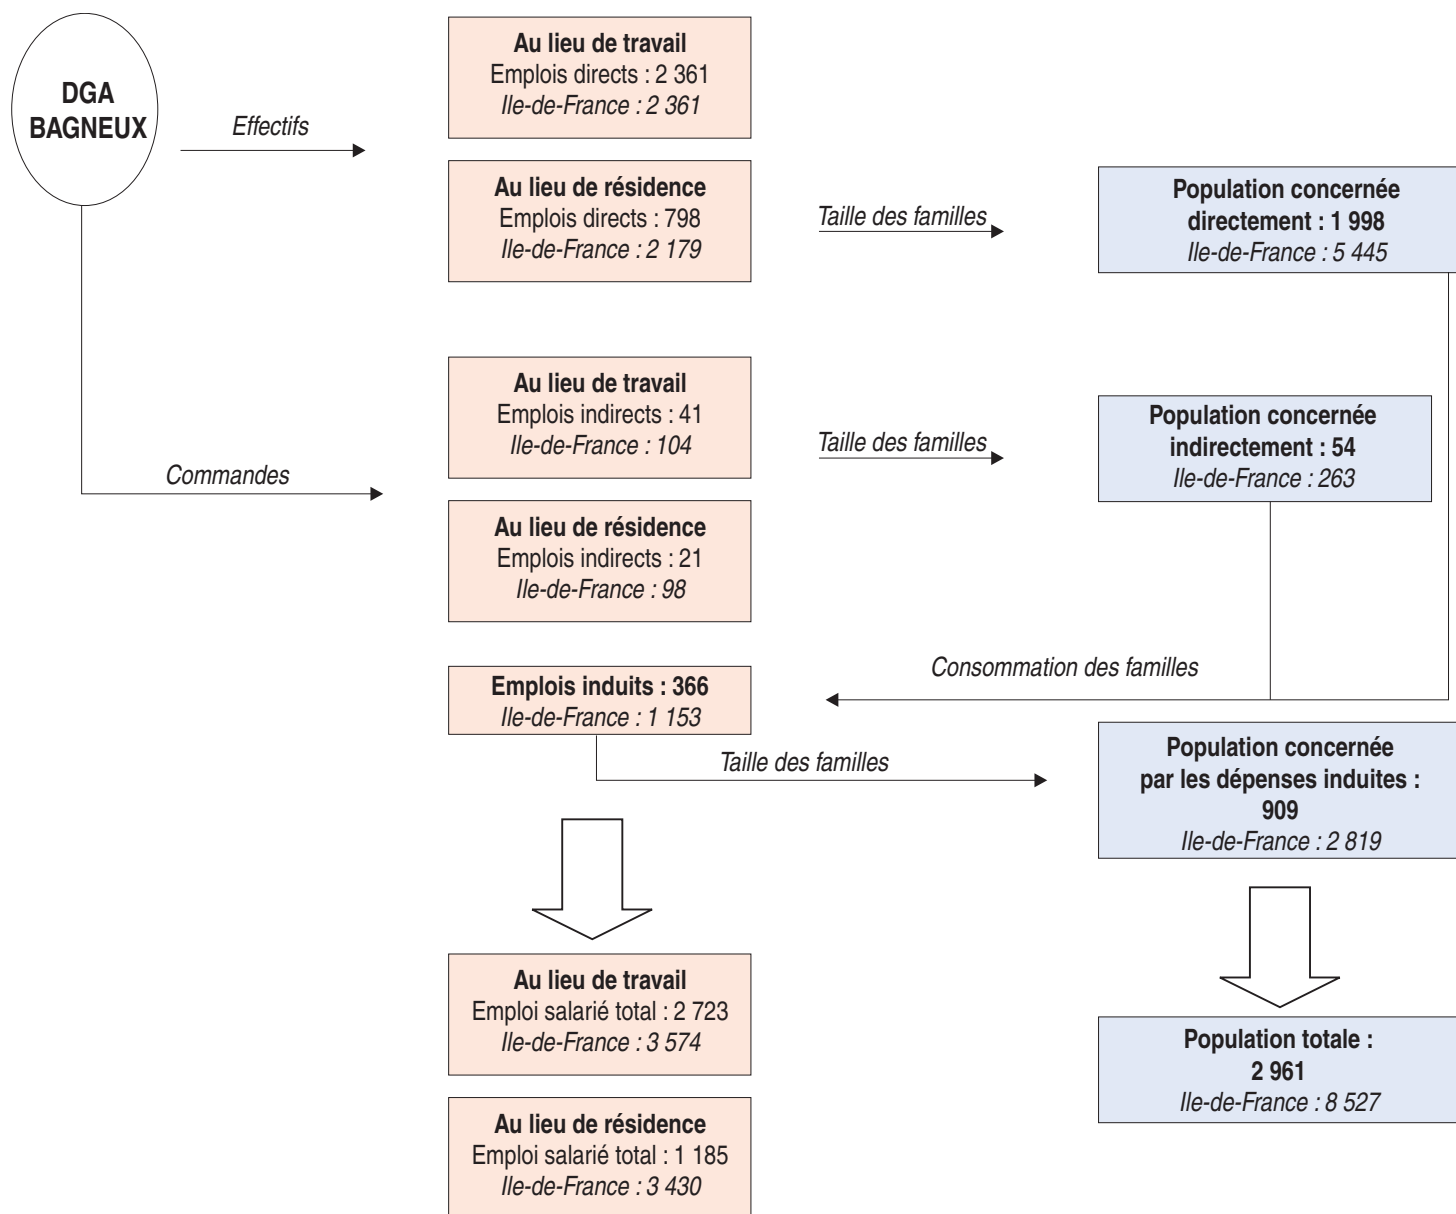 DGA
BAGNEUX
Effectifs
Au lieu de travail
Emplois directs : 2 361
Ile-de-France : 2 361
Au lieu de résidence
Emplois directs : 798
Ile-de-France : 2 179
Taille des familles
Population concernée
directement : 1 998
Ile-de-France : 5 445
Commandes
Au lieu de travail
Emplois indirects : 41
Ile-de-France : 104
Taille des familles
Population concernée
indirectement : 54
Ile-de-France : 263
Au lieu de résidence
Emplois indirects : 21
Ile-de-France : 98
Consommation des familles
Emplois induits : 366
Ile-de-France : 1 153
Taille des familles
Population concernée
par les dépenses induites :
909
Ile-de-France : 2 819
Au lieu de travail
Emploi salarié total : 2 723
Ile-de-France : 3 574
Population totale :
2 961
Ile-de-France : 8 527
Au lieu de résidence
Emploi salarié total : 1 185
Ile-de-France : 3 430